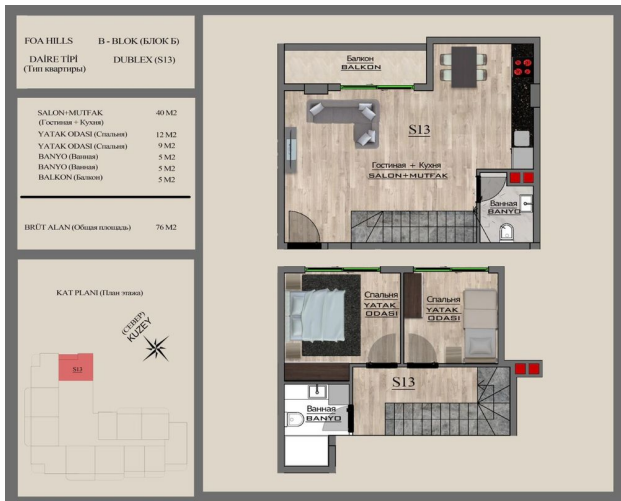 FOA HILLS B - BLOK (БЛОК Б)
DAİRE TİPİ DUBLEX (S13)
(Тип квартиры)
SALON+MUTFAK 40 M2
(Гостиная + Кухня)
YATAK ODASI (Спальня) 12 M2
YATAK ODASI (Спальня) 9 M2
BANYO (Ванная) 5 M2
BANYO (Ванная) 5 M2
BALKON (Балкон) 5 M2
BRÜT ALAN (Общая площадь) 76 M2
KAT PLANI (План этажа)
(СЕВЕР)
KUZEY
S13
Балкон
BALKON
S13
Гостиная + Кухня
SALON+MUTFAK
Ванная
BANYO
Спальня
YATAK
ODASI
Спальня
YATAK
ODASI
S13
Ванная
BANYO